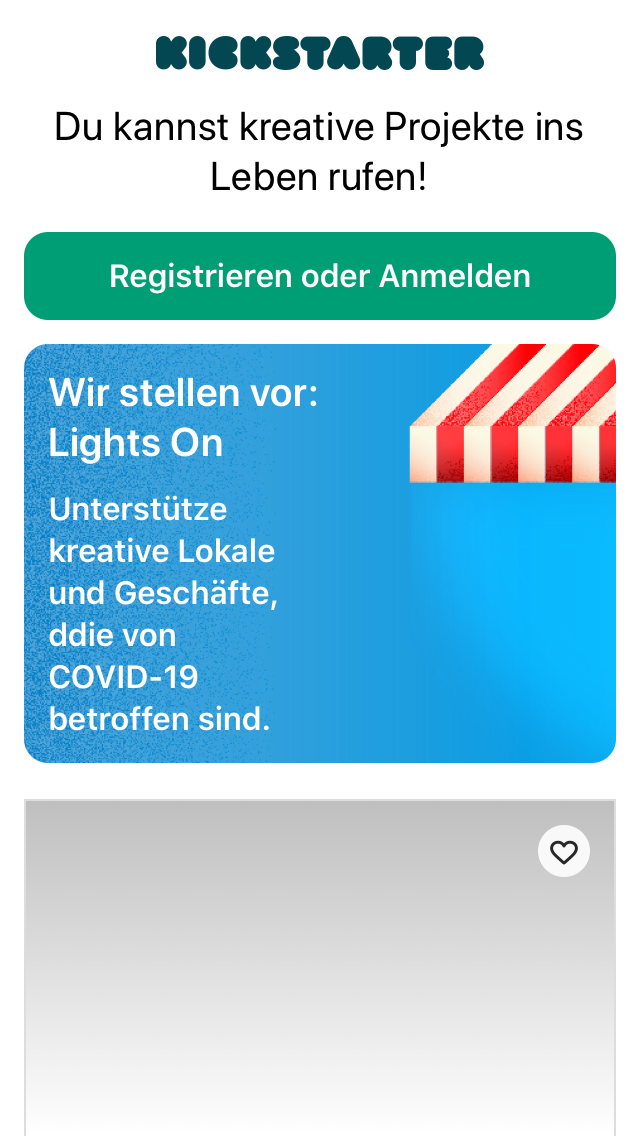 KICKSTARTER
Du kannst kreative Projekte ins
Leben rufen!
Registrieren oder Anmelden
Wir stellen vor:
Lights On
Unterstütze
kreative Lokale
und Geschäfte,
ddie von
COVID-19
betroffen sind.